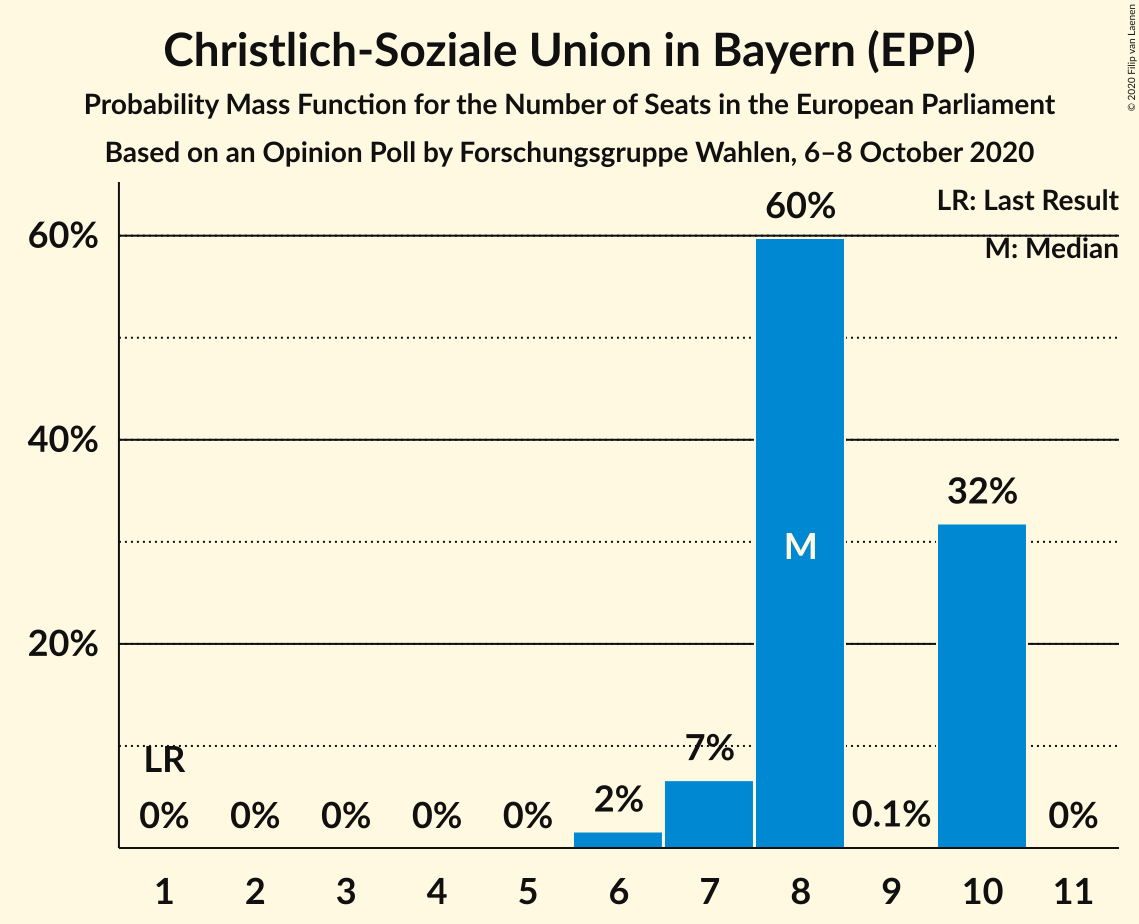 Christlich-Soziale Union in Bayern (EPP)
Probability Mass Function for the Number of Seats in the European Parliament
Based on an Opinion Poll by Forschungsgruppe Wahlen, 6–8 October 2020
© 2020 Filip van Laenen
LR: Last Result
M: Median
60%
40%
20%
LR
0%
0%
0%
0%
0%
2%
7%
60%
M
0.1%
32%
0%
1 2 3 4 5 6 7 8 9 10 11